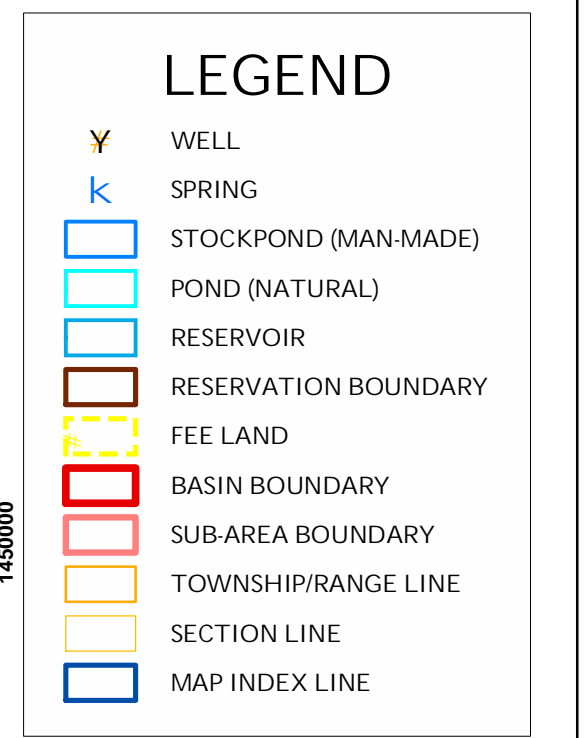 LEGEND
¥ WELL
k SPRING
STOCKPOND (MAN-MADE)
POND (NATURAL)
RESERVOIR
RESERVATION BOUNDARY
# FEE LAND
BASIN BOUNDARY
SUB-AREA BOUNDARY
TOWNSHIP/RANGE LINE
SECTION LINE
MAP INDEX LINE
1450000